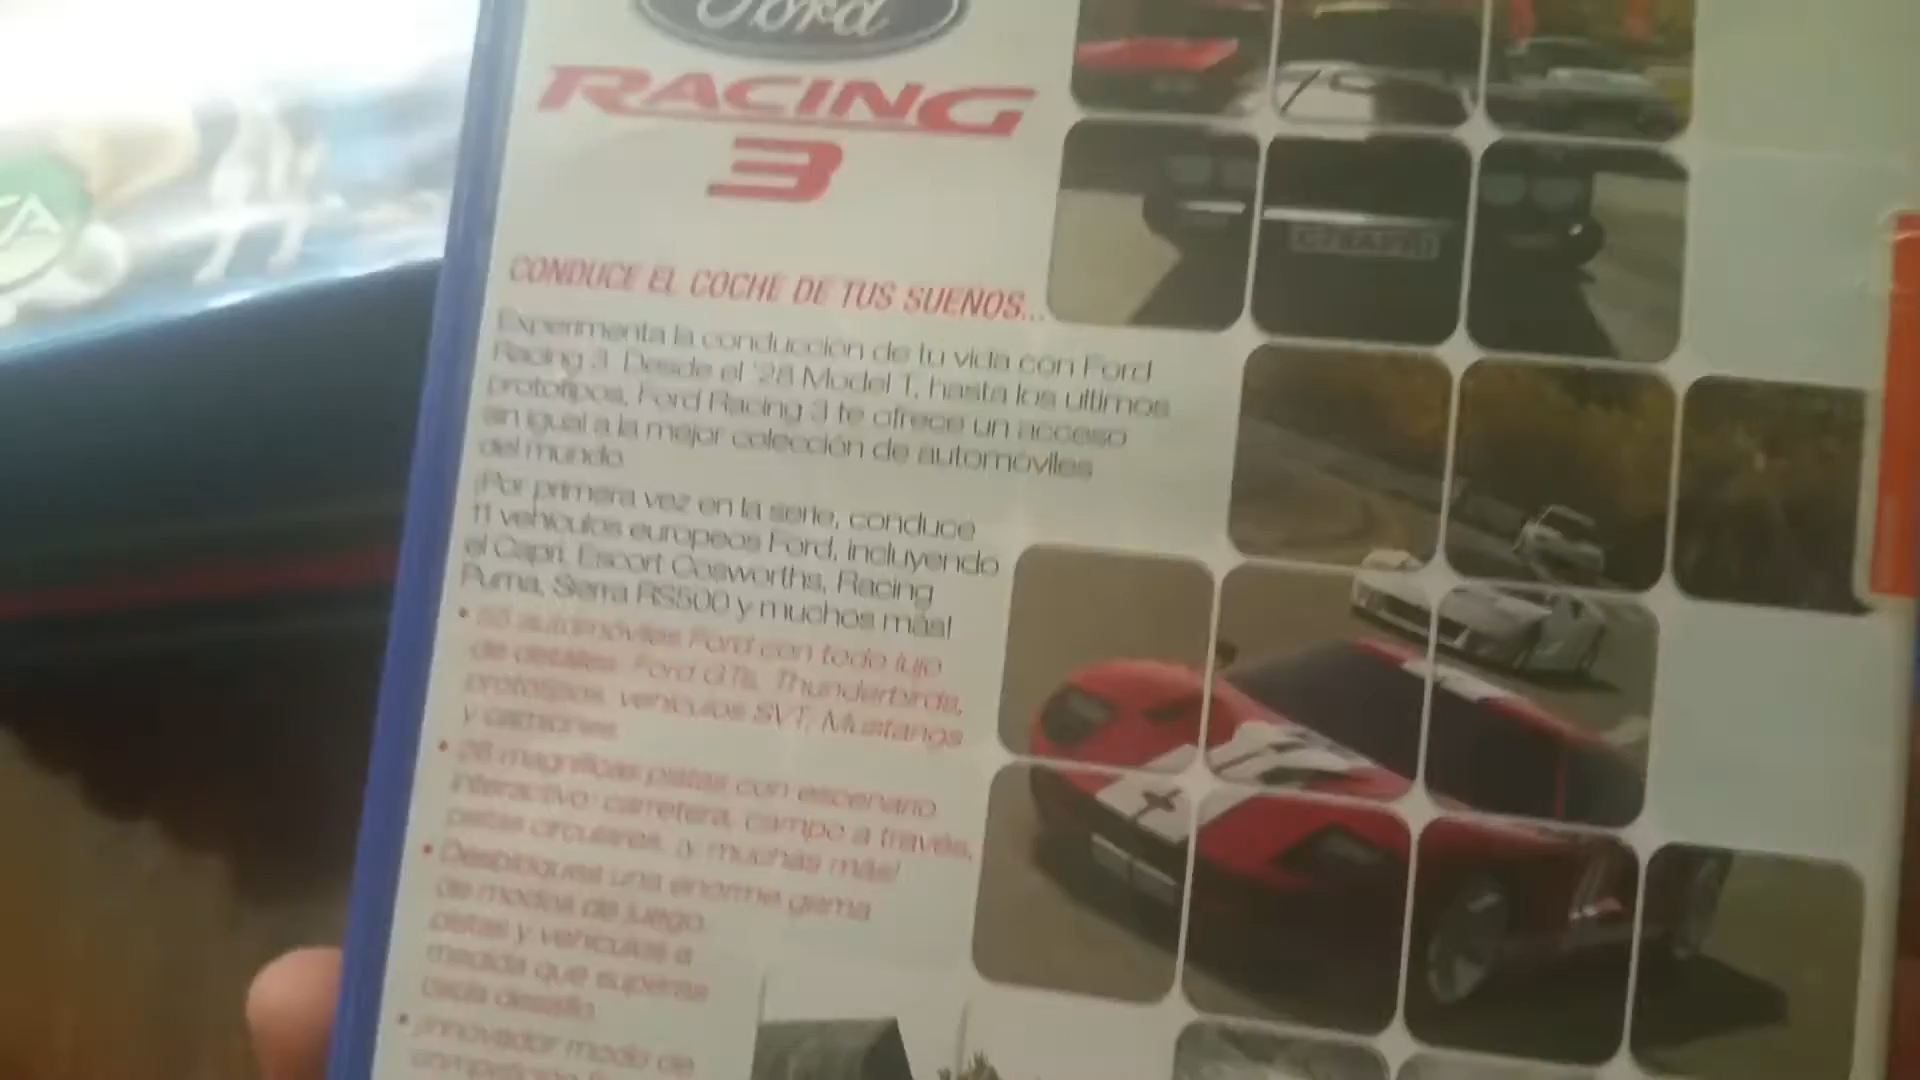 Ford
RACING
3
CONDUCE EL COCHE DE TUS SUEÑOS...
Experimenta la conducción de tu vida con Ford
Racing 3. Desde el '28 Model T, hasta los últimos
prototipos, Ford Racing 3 te ofrece un acceso
sin igual a la mejor colección de automóviles
del mundo.
¡Por primera vez en la serie, conduce
11 vehículos europeos Ford, incluyendo
el Capri, Escort Cosworths, Racing
Puma, Sierra RS500 y muchos más!
• 55 automóviles Ford con todo lujo
de detalles: Ford GTs, Thunderbirds,
prototipos, vehículos SVT, Mustangs
y camiones.
• 26 magníficas pistas con escenario
interactivo: carretera, campo a través,
pistas circulares, ¡y muchas más!
• Desbloquea una enorme gama
de modos de juego,
pistas y vehículos a
medida que superas
cada desafío.
• ¡Innovador modo de